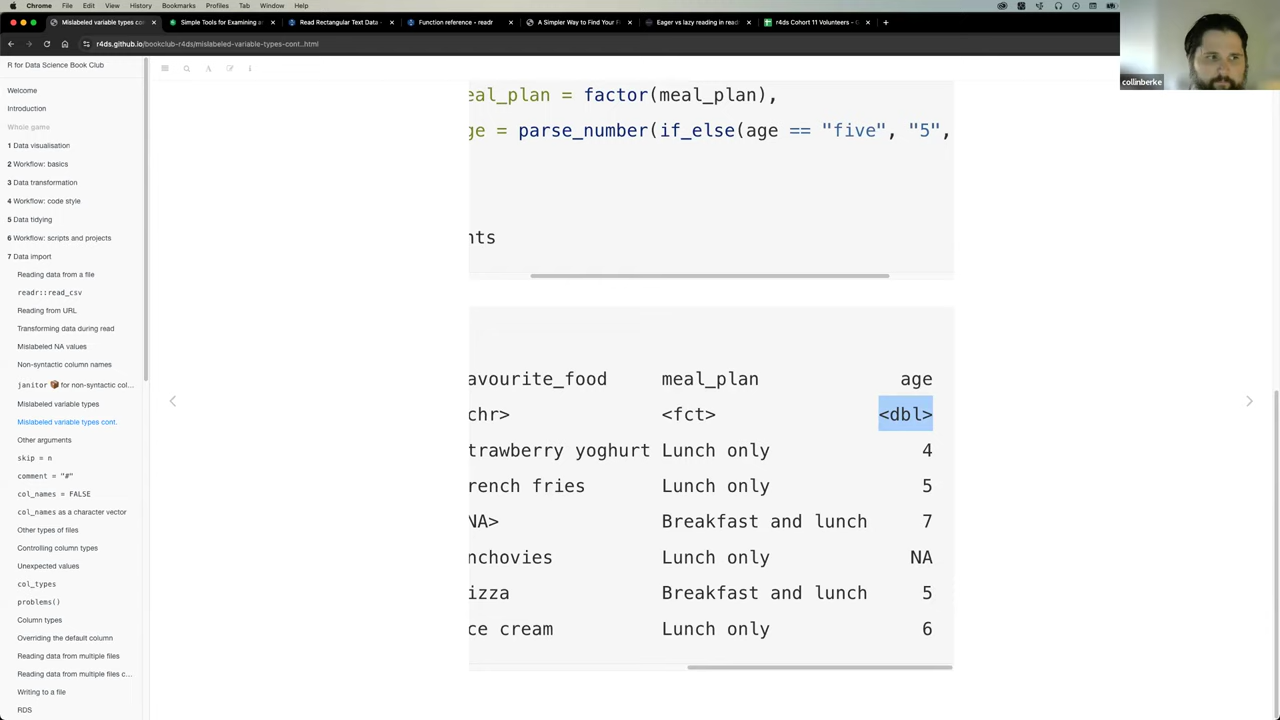 Chrome File Edit View History Bookmarks Profiles Tab Window Help
Mislabeled variable types con
Simple Tools for Examining a
Read Rectangular Text Data
Function reference - readr
A Simpler Way to Find Your F
Eager vs lazy reading in read
r4ds Cohort 11 Volunteers - G
r4ds.github.io/bookclub-r4ds/mislabeled-variable-types-cont..html
collinberke
R for Data Science Book Club
Welcome
Introduction
Whole game
1 Data visualisation
2 Workflow: basics
3 Data transformation
4 Workflow: code style
5 Data tidying
6 Workflow: scripts and projects
7 Data import
Reading data from a file
readr::read_csv
Reading from URL
Transforming data during read
Mislabeled NA values
Non-syntactic column names
janitor 📦 for non-syntactic col...
Mislabeled variable types
Mislabeled variable types cont.
Other arguments
skip = n
comment = "#"
col_names = FALSE
col_names as a character vector
Other types of files
Controlling column types
Unexpected values
col_types
problems()
Column types
Overriding the default column
Reading data from multiple files
Reading data from multiple files c...
Writing to a file
RDS
eal_plan = factor(meal_plan),
ge = parse_number(if_else(age == "five", "5",
nts
avourite_food meal_plan age
chr> <fct> <dbl>
trawberry yoghurt Lunch only 4
rench fries Lunch only 5
NA> Breakfast and lunch 7
nchovies Lunch only NA
izza Breakfast and lunch 5
ce cream Lunch only 6